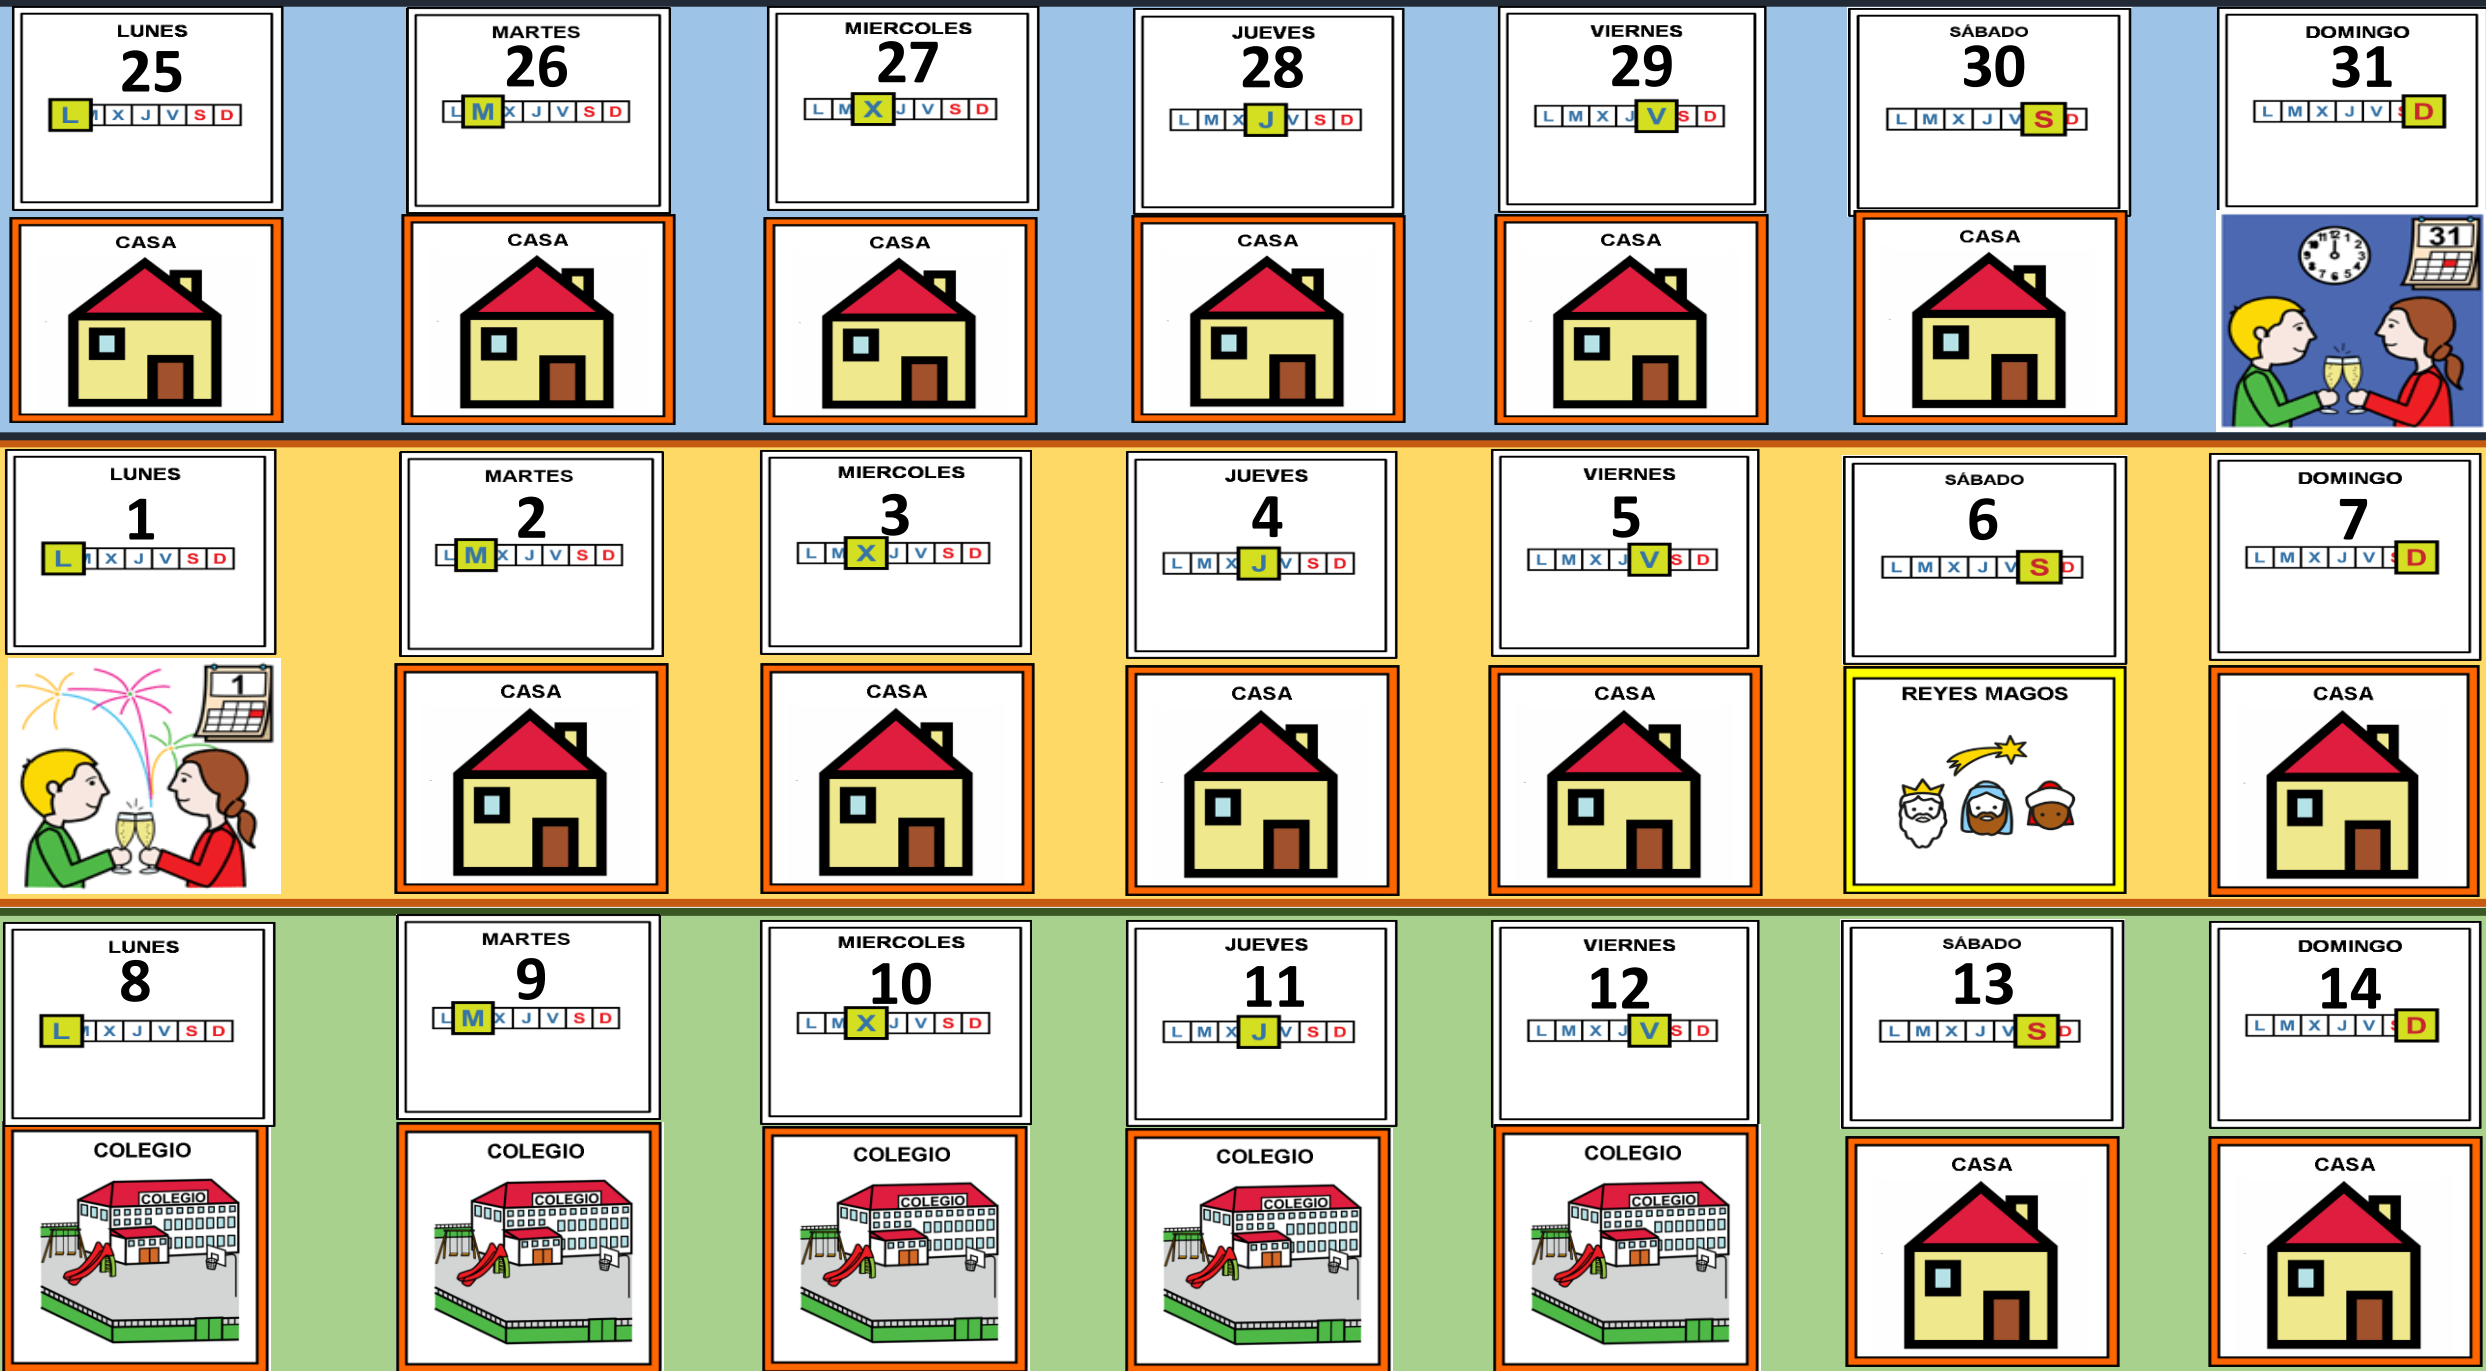 LUNES
25
L M X J V S D
MARTES
26
L M X J V S D
MIERCOLES
27
L M X J V S D
JUEVES
28
L M X J V S D
VIERNES
29
L M X J V S D
SÁBADO
30
L M X J V S D
DOMINGO
31
L M X J V S D
CASA
CASA
CASA
CASA
CASA
CASA
31
LUNES
1
L M X J V S D
MARTES
2
L M X J V S D
MIERCOLES
3
L M X J V S D
JUEVES
4
L M X J V S D
VIERNES
5
L M X J V S D
SÁBADO
6
L M X J V S D
DOMINGO
7
L M X J V S D
1
CASA
CASA
CASA
CASA
REYES MAGOS
CASA
LUNES
8
L M X J V S D
MARTES
9
L M X J V S D
MIERCOLES
10
L M X J V S D
JUEVES
11
L M X J V S D
VIERNES
12
L M X J V S D
SÁBADO
13
L M X J V S D
DOMINGO
14
L M X J V S D
COLEGIO
COLEGIO
COLEGIO
COLEGIO
COLEGIO
COLEGIO
COLEGIO
COLEGIO
COLEGIO
COLEGIO
CASA
CASA